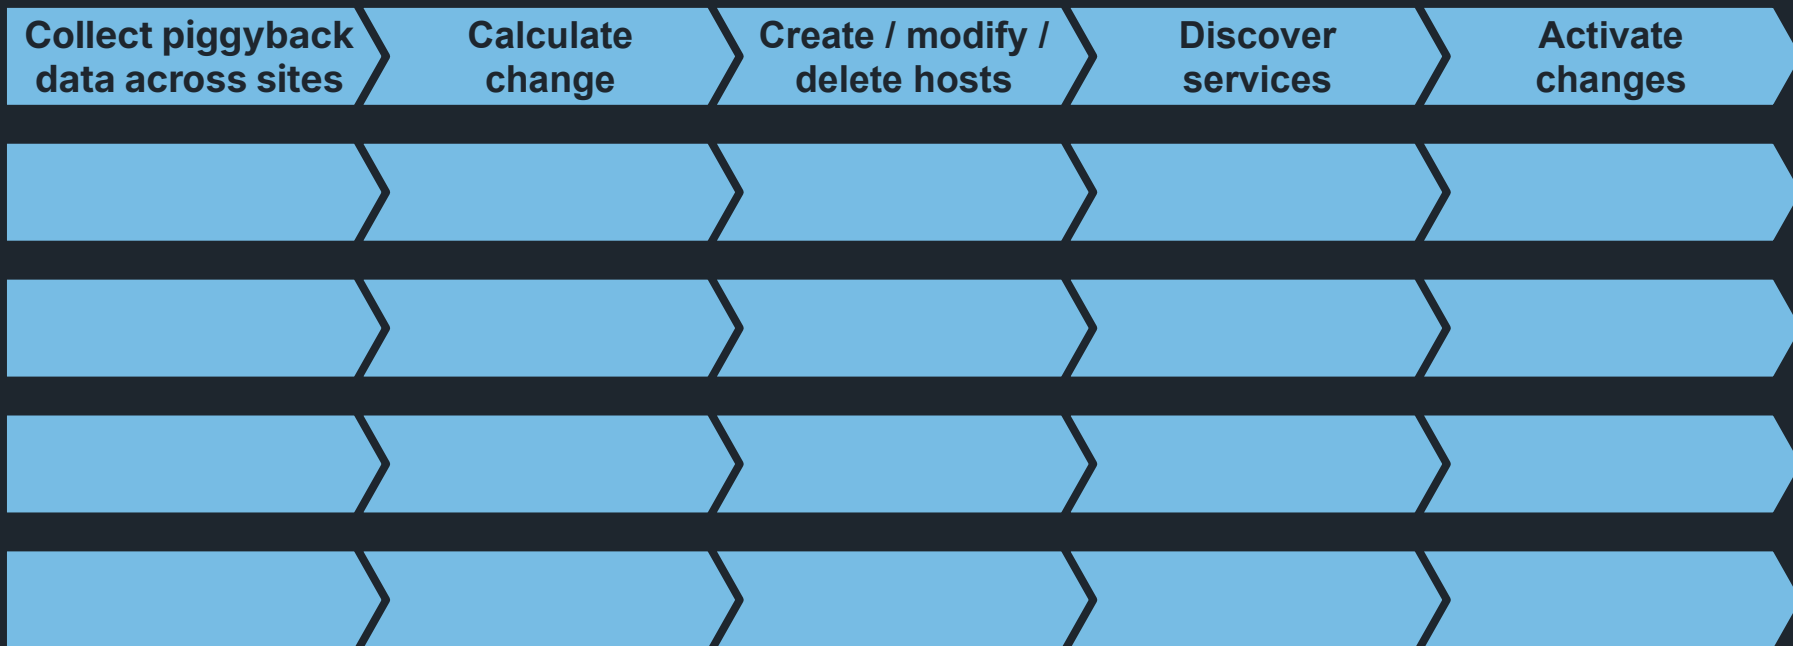 Collect piggyback
data across sites
Calculate
change
Create / modify /
delete hosts
Discover
services
Activate
changes